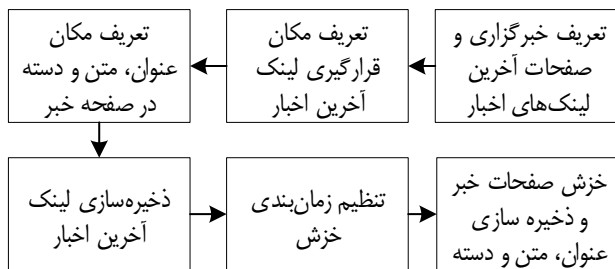 تعریف خبرگزاری و
صفحات آخرین
لینک‌های اخبار
تعریف مکان
قرارگیری لینک
آخرین اخبار
تعریف مکان
عنوان، متن و دسته
در صفحه خبر
ذخیره‌سازی لینک
آخرین اخبار
تنظیم زمان‌بندی
خزش
خزش صفحات خبر
و ذخیره سازی
عنوان، متن و دسته